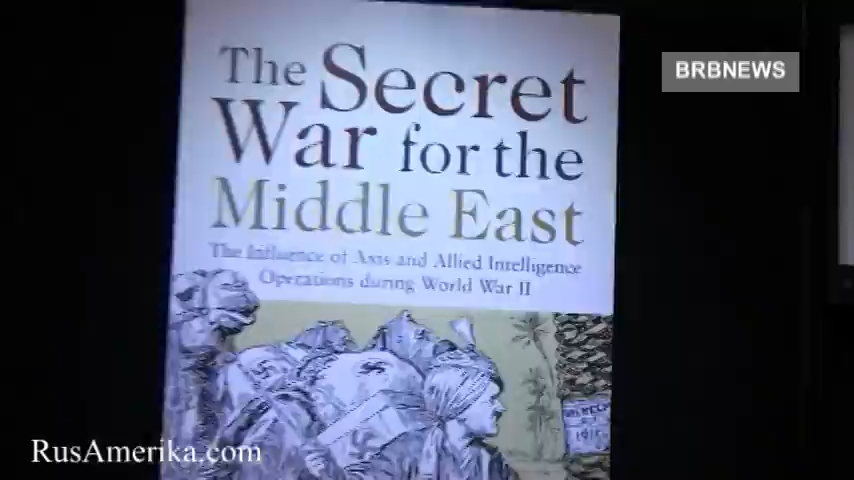 The Secret
War for the
Middle East
The Influence of Axis and Allied Intelligence
Operations during World War II
BRBNEWS
RusAmerika.com